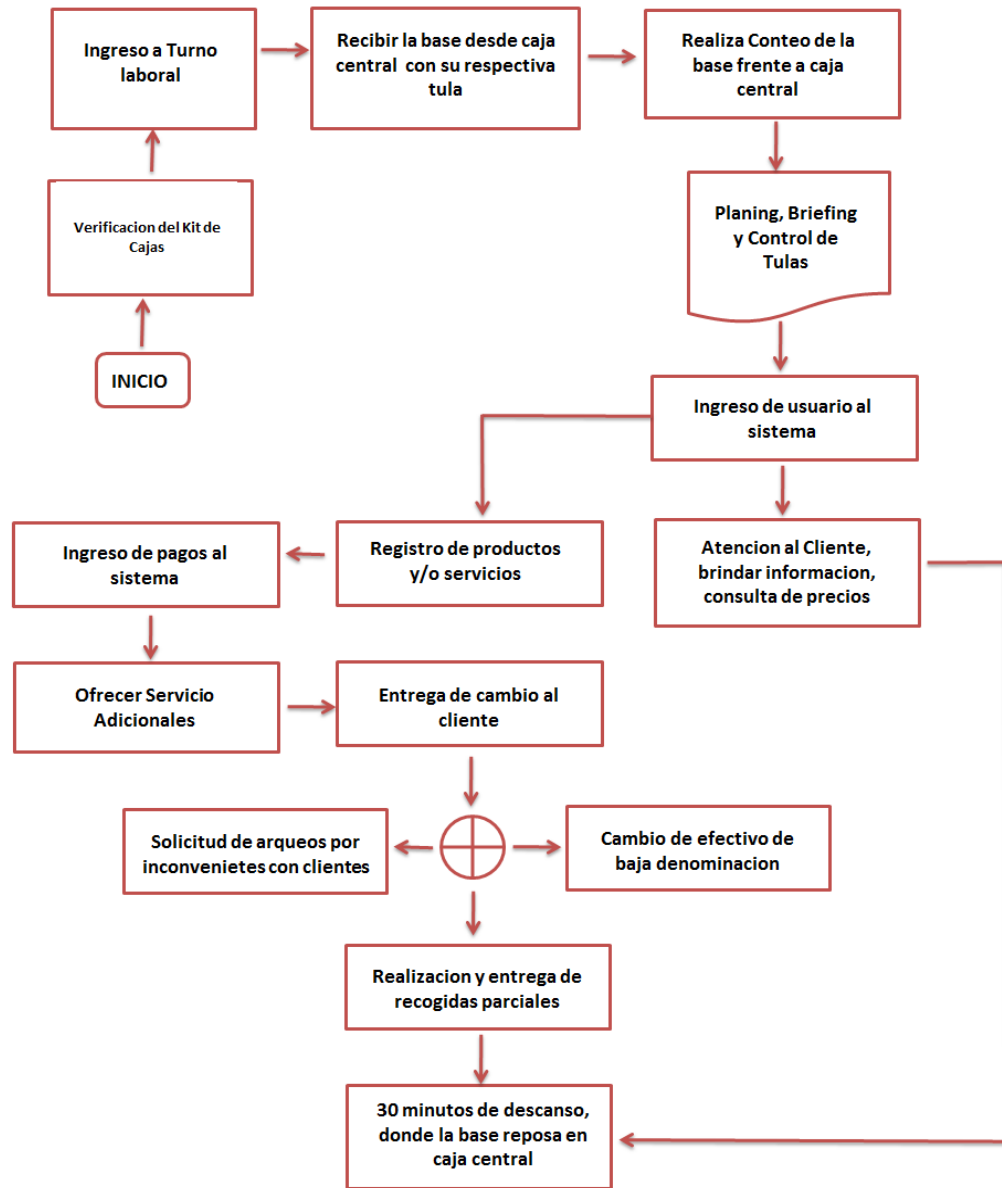 Ingreso a Turno
laboral
Recibir la base desde caja
central con su respectiva
tula
Realiza Conteo de la
base frente a caja
central
Verificacion del Kit de
Cajas
Planing, Briefing
y Control de
Tulas
INICIO
Ingreso de usuario al
sistema
Ingreso de pagos al
sistema
Registro de productos
y/o servicios
Atencion al Cliente,
brindar informacion,
consulta de precios
Ofrecer Servicio
Adicionales
Entrega de cambio al
cliente
Solicitud de arqueos por
inconvenietes con clientes
Cambio de efectivo de
baja denominacion
Realizacion y entrega de
recogidas parciales
30 minutos de descanso,
donde la base reposa en
caja central